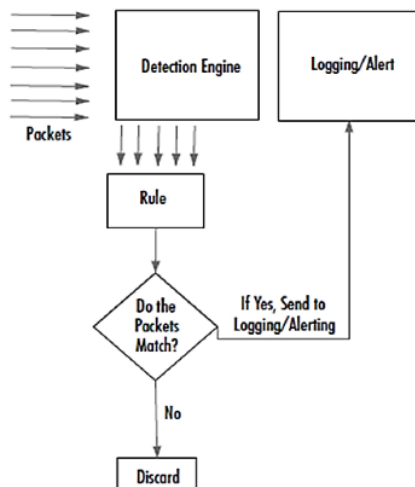 Detection Engine
Logging/Alert
Packets
Rule
Do the
Packets
Match?
If Yes, Send to
Logging/Alerting
No
Discard